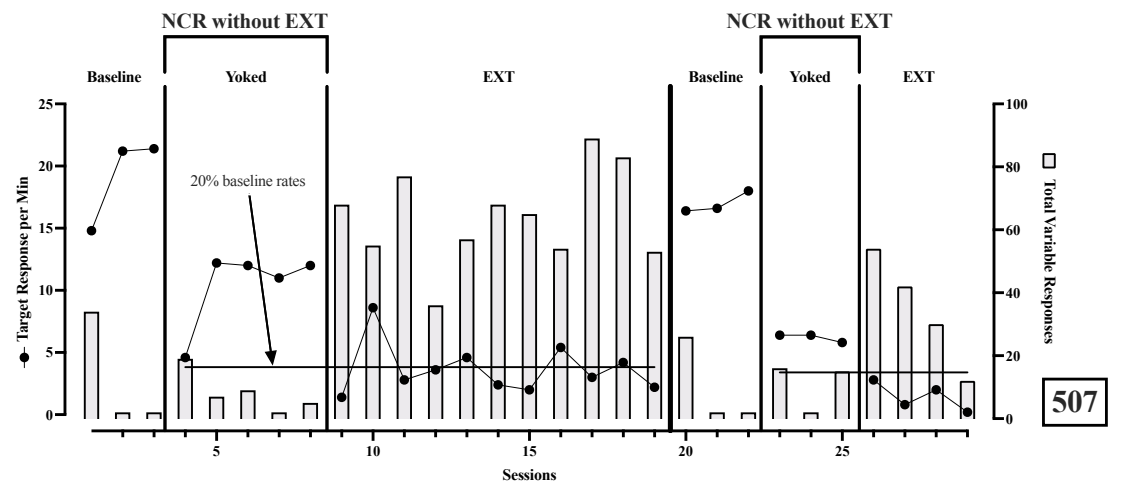 NCR without EXT
NCR without EXT
Baseline
Yoked
EXT
Baseline
Yoked
EXT
25
20
15
10
5
0
Target Response per Min
20% baseline rates
100
80
60
40
20
0
Total Variable Responses
507
5
10
15
20
25
Sessions